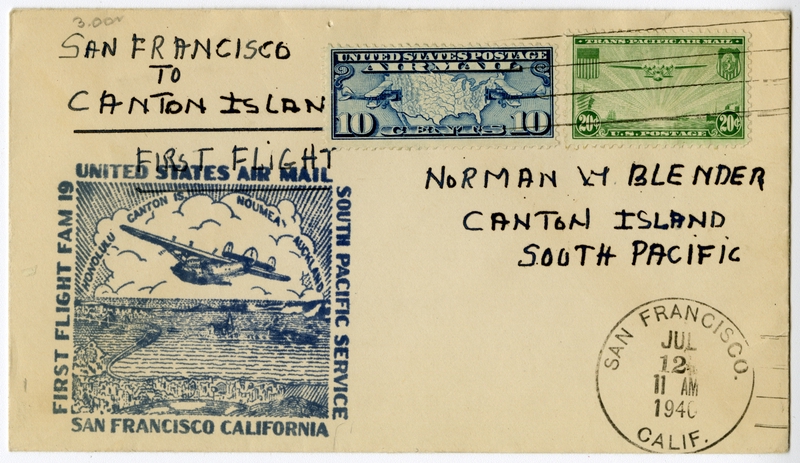 3.00
SAN FRANCISCO
TO
CANTON ISLAN
FIRST FLIGHT
UNITED STATES POSTAGE
AIR MAIL
10 CENTS 10
TRANS-PACIFIC AIR MAIL
20¢ 20¢
U.S. POSTAGE
NORMAN W BLENDER
CANTON ISLAND
SOUTH PACIFIC
UNITED STATES AIR MAIL
FIRST FLIGHT FAM 19
SOUTH PACIFIC SERVICE
HONOLULU CANTON IS. NOUMEA AUCKLAND
SAN FRANCISCO CALIFORNIA
SAN FRANCISCO.
JUL
12
11 AM
1940
CALIF.